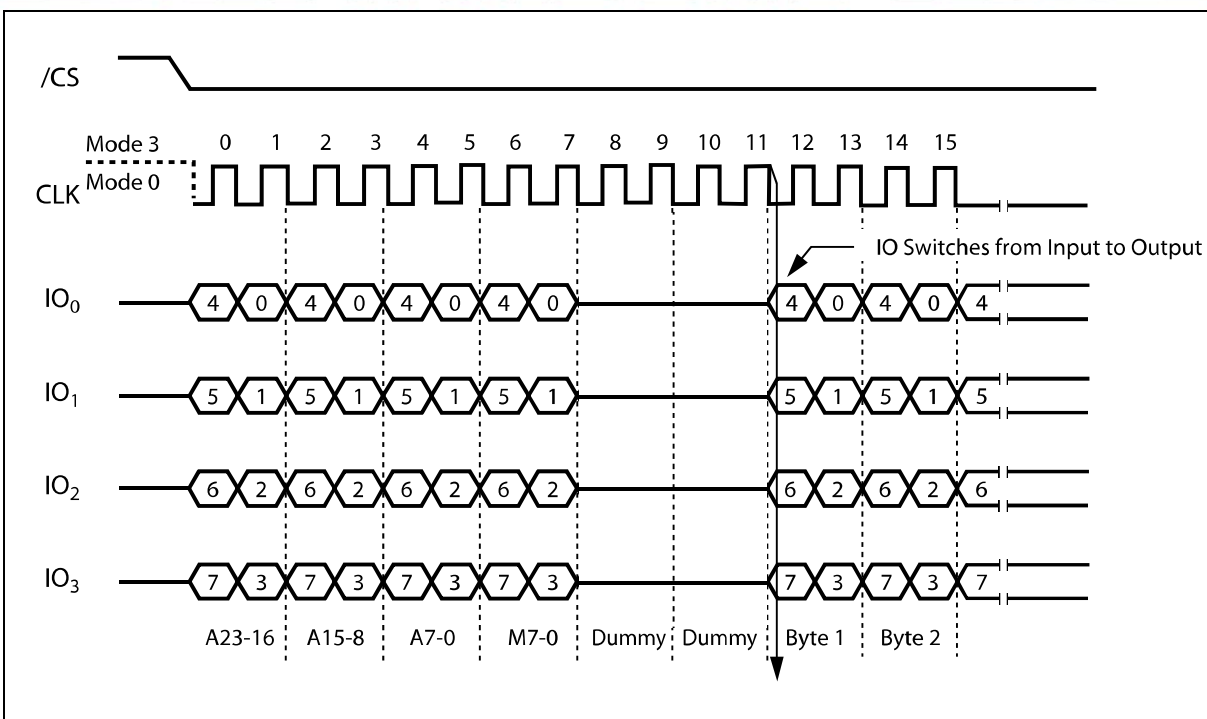 /CS
Mode 3 0 1 2 3 4 5 6 7 8 9 10 11 12 13 14 15
Mode 0
CLK
IO Switches from Input to Output
IO0 4 0 4 0 4 0 4 0 4 0 4 0 4
IO1 5 1 5 1 5 1 5 1 5 1 5 1 5
IO2 6 2 6 2 6 2 6 2 6 2 6 2 6
IO3 7 3 7 3 7 3 7 3 7 3 7 3 7
A23-16 A15-8 A7-0 M7-0 Dummy Dummy Byte 1 Byte 2